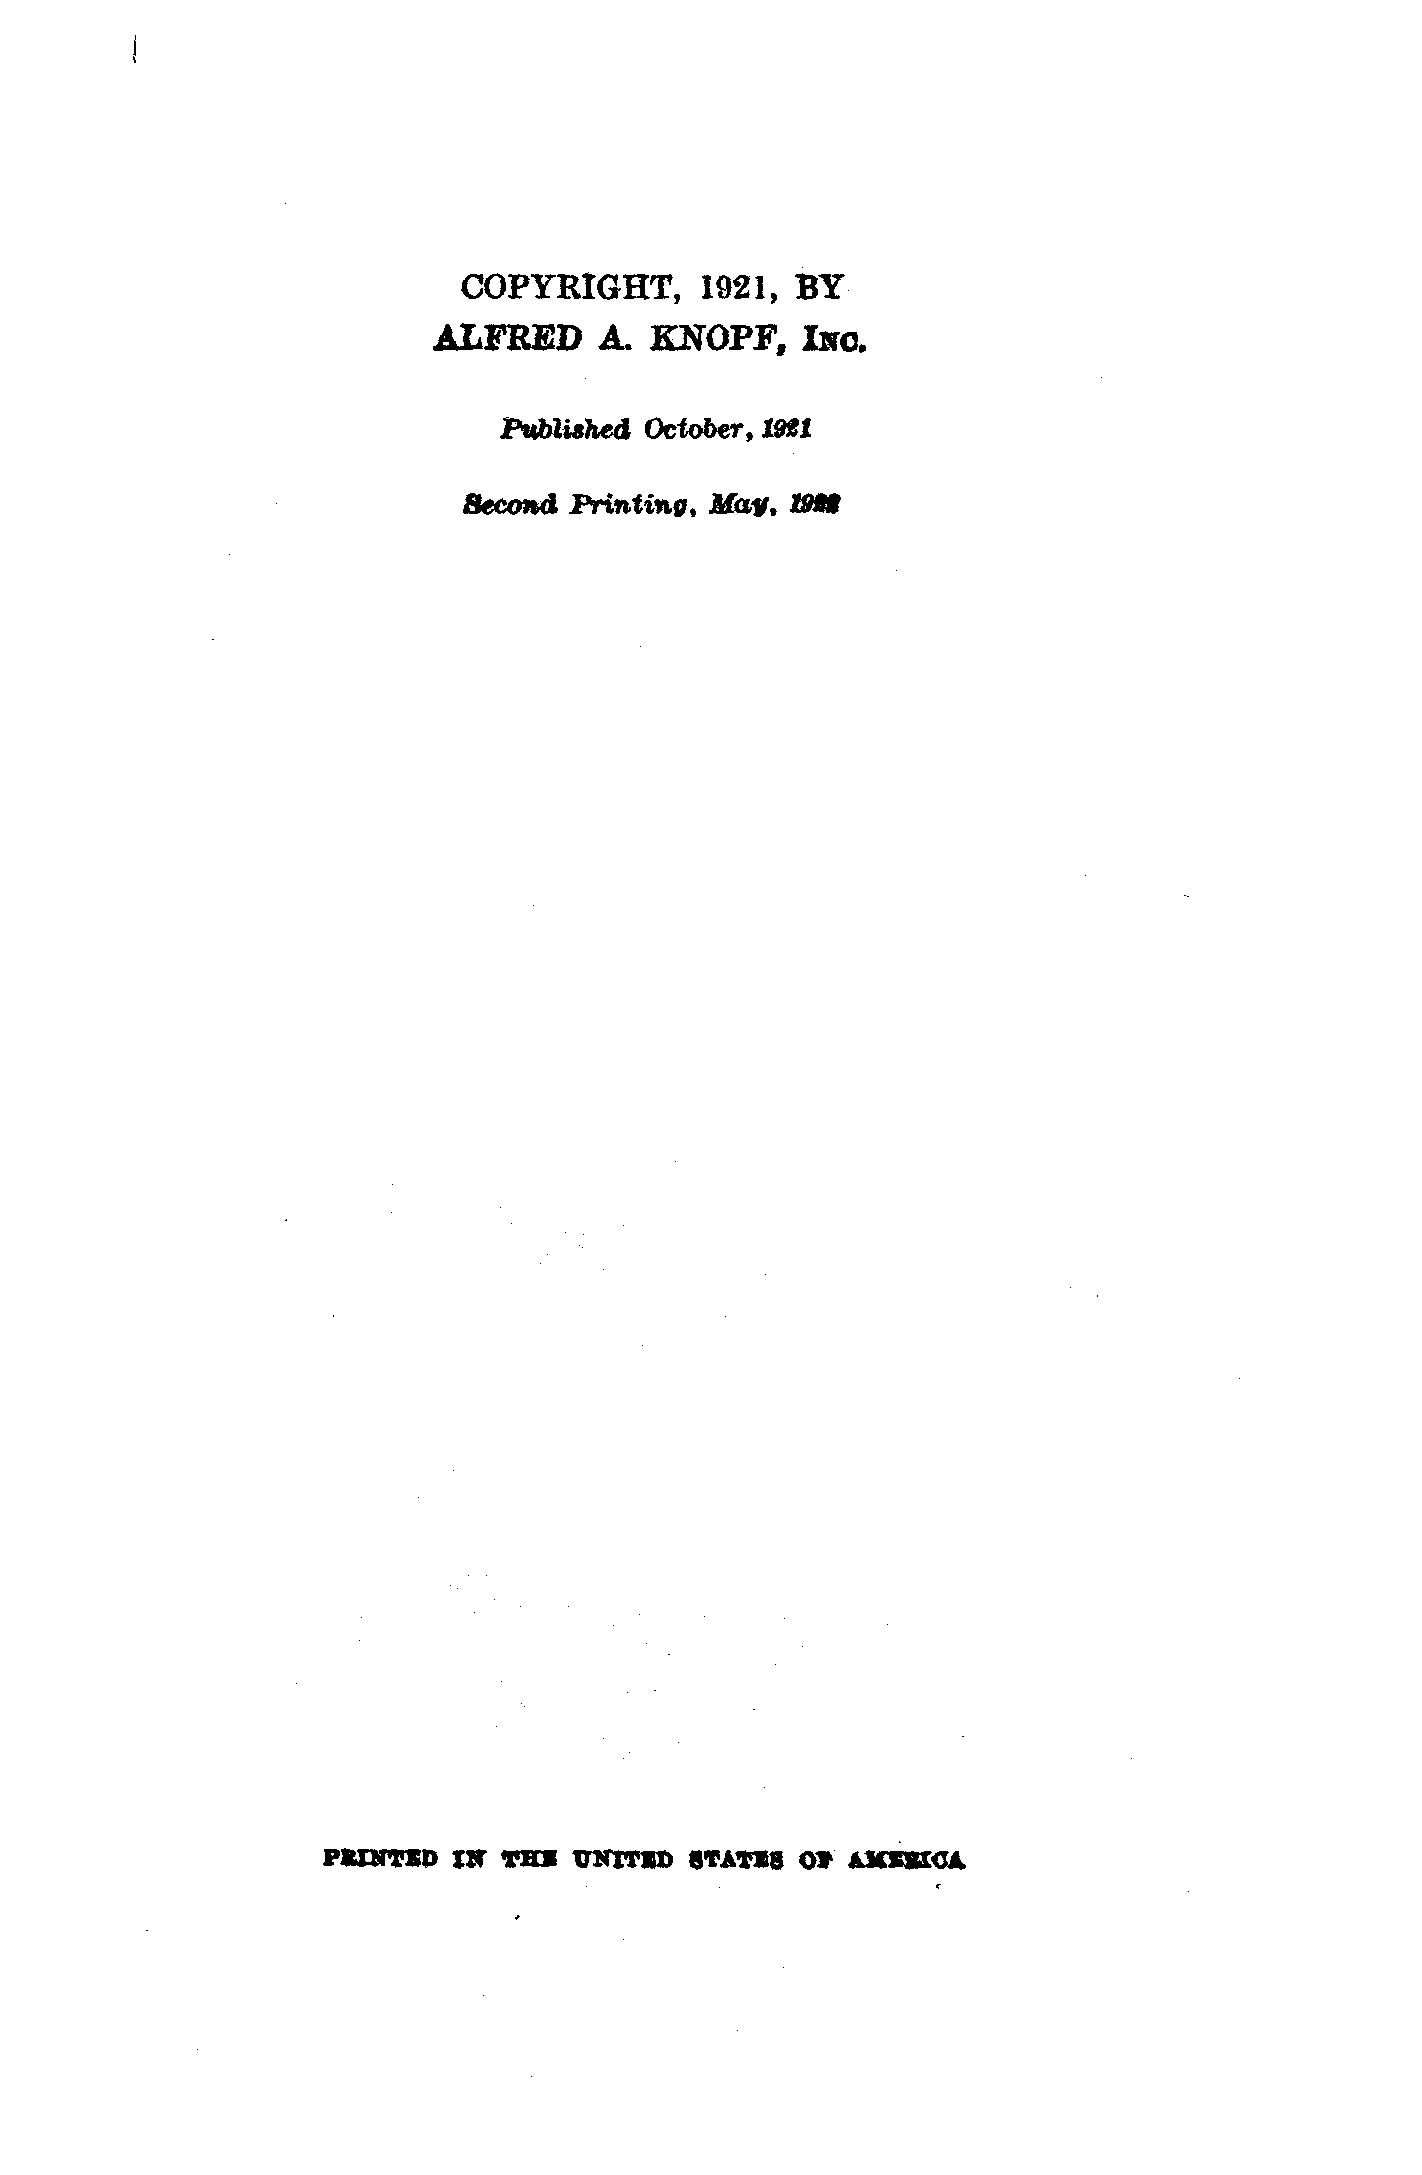 COPYRIGHT, 1921, BY
ALFRED A. KNOPF, INC.
Published October, 1921
Second Printing, May, 1922
PRINTED IN THE UNITED STATES OF AMERICA